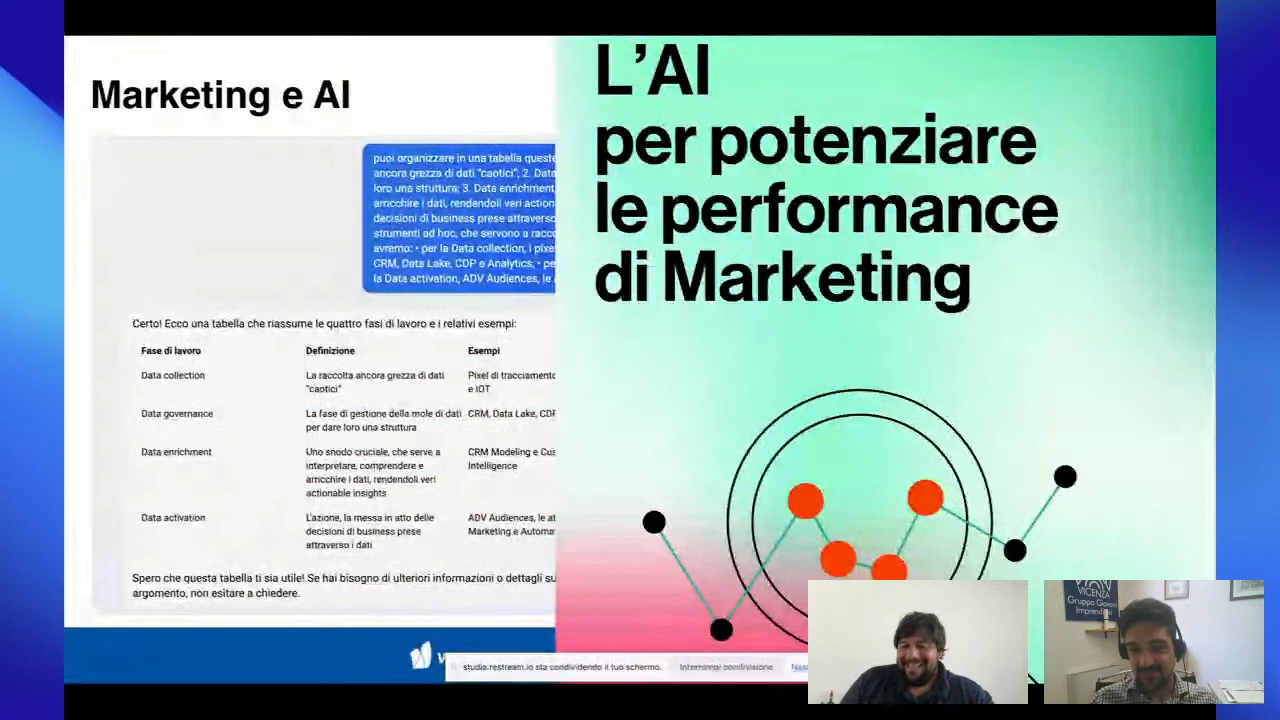 Marketing e AI
puoi organizzare in una tabella queste
ancora grezza di dati "caotici"; 2. Data
loro una struttura; 3. Data enrichment,
arricchire i dati, rendendoli veri action
decisioni di business prese attraverso
strumenti ad hoc, che servono a racco
avremo: • per la Data collection, i pixe
CRM, Data Lake, CDP e Analytics, • pe
la Data activation, ADV Audiences, le
Certo! Ecco una tabella che riassume le quattro fasi di lavoro e i relativi esempi:
Fase di lavoro Definizione Esempi
Data collection La raccolta ancora grezza di dati Pixel di tracciamento
"caotici" e IOT
Data governance La fase di gestione della mole di dati CRM, Data Lake, CDP
per dare loro una struttura
Data enrichment Uno snodo cruciale, che serve a CRM Modeling e Cus
interpretare, comprendere e Intelligence
arricchire i dati, rendendoli veri
actionable insights
Data activation L'azione, la messa in atto delle ADV Audiences, le at
decisioni di business prese Marketing e Automa
attraverso i dati
Spero che questa tabella ti sia utile! Se hai bisogno di ulteriori informazioni o dettagli su
argomento, non esitare a chiedere.
L'AI
per potenziare
le performance
di Marketing
studio.restream.io sta condividendo il tuo schermo. Interrompi condivisione
VICENZA
Gruppo Giovani
Imprenditori